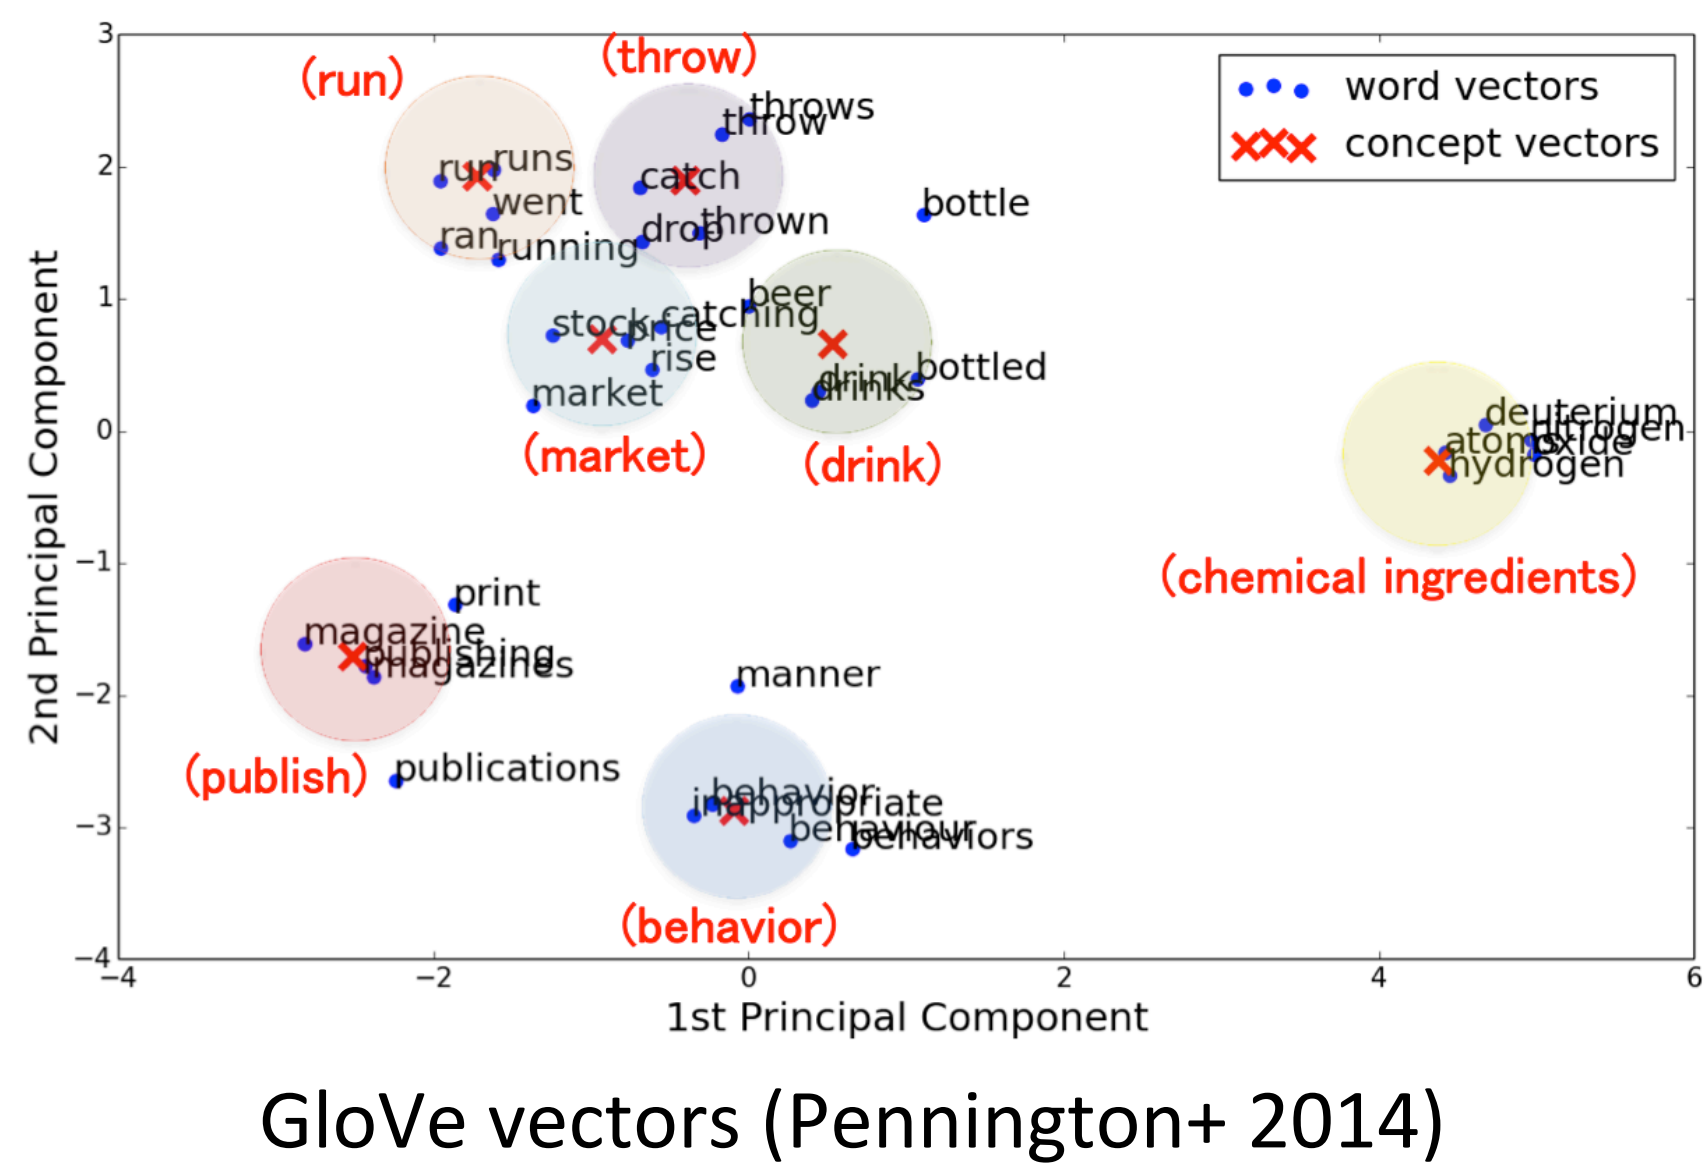 3
(throw)
(run)
word vectors
throws
throw
concept vectors
runs
2
run
catch
went
bottle
thrown
drop
ran
running
1
beer
catching
stock
price
rise
bottled
drink
drinks
market
0
deuterium
nitrogen
oxide
atoms
hydrogen
(market)
(drink)
2nd Principal Component
−1
(chemical ingredients)
print
magazine
publishing
magazines
manner
−2
publications
(publish)
behavior
inappropriate
−3
behaviour
behaviors
(behavior)
−4
−4 −2 0 2 4 6
1st Principal Component
GloVe vectors (Pennington+ 2014)